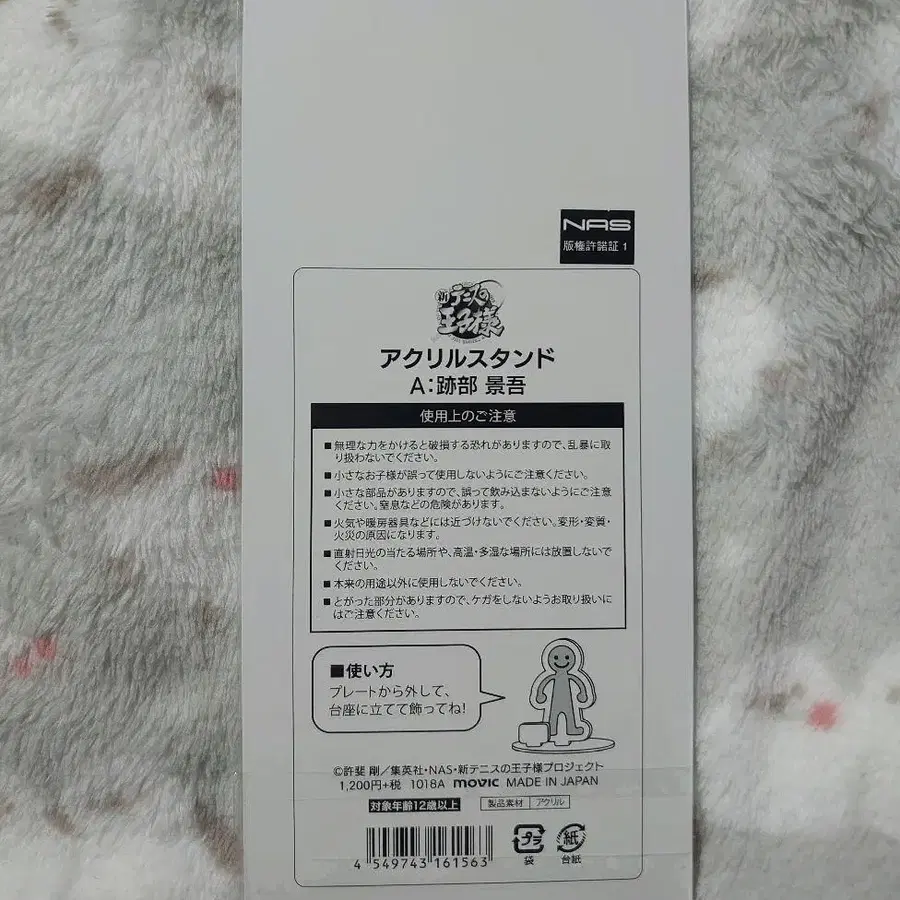 NAS
版権許諾証 1
新テニスの
王子様
アクリルスタンド
A:跡部 景吾
使用上のご注意
■無理な力をかけると破損する恐れがありますので、乱暴に取
り扱わないでください。
■小さなお子様が誤って使用しないようにご注意ください。
■小さな部品がありますので、誤って飲み込まないようにご注意
ください。窒息などの危険があります。
■火気や暖房器具などには近づけないでください。変形・変質・
火災の原因になります。
■直射日光の当たる場所や、高温・多湿な場所には放置しないで
ください。
■本来の用途以外に使用しないでください。
■とがった部分がありますので、ケガをしないようお取り扱いに
はご注意ください。
■使い方
プレートから外して、
台座に立てて飾ってね!
©許斐 剛／集英社・NAS・新テニスの王子様プロジェクト
1,200円+税 1018A movic MADE IN JAPAN
対象年齢12歳以上 製品素材 アクリル
4 549743 161563
プラ 紙
袋 台紙